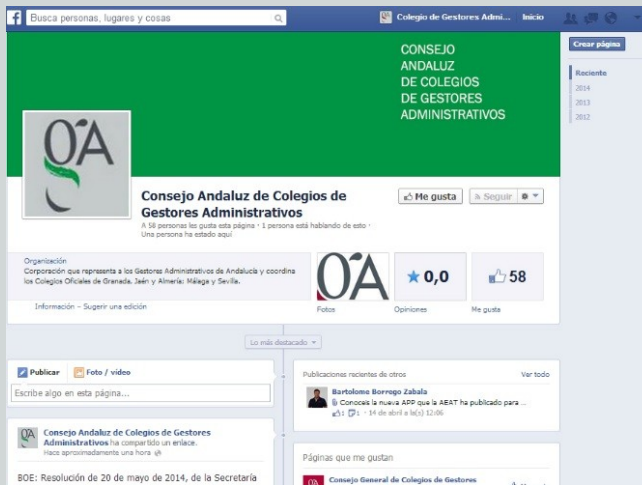 Busca personas, lugares y cosas
Colegio de Gestores Admi... Inicio
Crear página
Reciente
2014
2013
2012
CONSEJO
ANDALUZ
DE COLEGIOS
DE GESTORES
ADMINISTRATIVOS
gA
Consejo Andaluz de Colegios de
Gestores Administrativos
A 58 personas les gusta esta página · 1 persona está hablando de esto ·
Una persona ha estado aquí
Me gusta
Seguir
Organización
Corporación que representa a los Gestores Administrativos de Andalucía y coordina
los Colegios Oficiales de Granada, Jaén y Almería; Málaga y Sevilla.
Información – Sugerir una edición
gA
Fotos
0,0
Opiniones
58
Me gusta
Lo más destacado
Publicar Foto / vídeo
Escribe algo en esta página...
Consejo Andaluz de Colegios de Gestores
Administrativos ha compartido un enlace.
Hace aproximadamente una hora
BOE: Resolución de 20 de mayo de 2014, de la Secretaría
Publicaciones recientes de otros Ver todo
Bartolome Borrego Zabala
Conoceis la nueva APP que la AEAT ha publicado para ...
1 1 · 14 de abril a la(s) 12:06
Páginas que me gustan
Consejo General de Colegios de Gestores